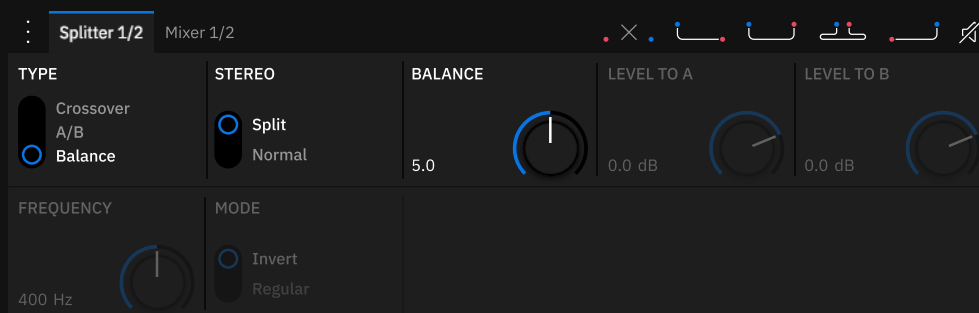 Splitter 1/2 Mixer 1/2
TYPE STEREO BALANCE LEVEL TO A LEVEL TO B
Crossover
A/B
Balance
Split
Normal
5.0
0.0 dB
0.0 dB
FREQUENCY MODE
400 Hz
Invert
Regular